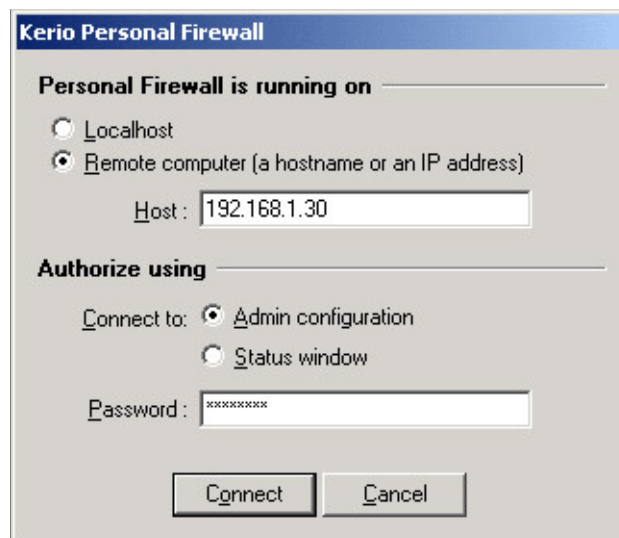 Kerio Personal Firewall
Personal Firewall is running on
Localhost
Remote computer (a hostname or an IP address)
Host : 192.168.1.30
Authorize using
Connect to: Admin configuration
Status window
Password : ********
Connect Cancel